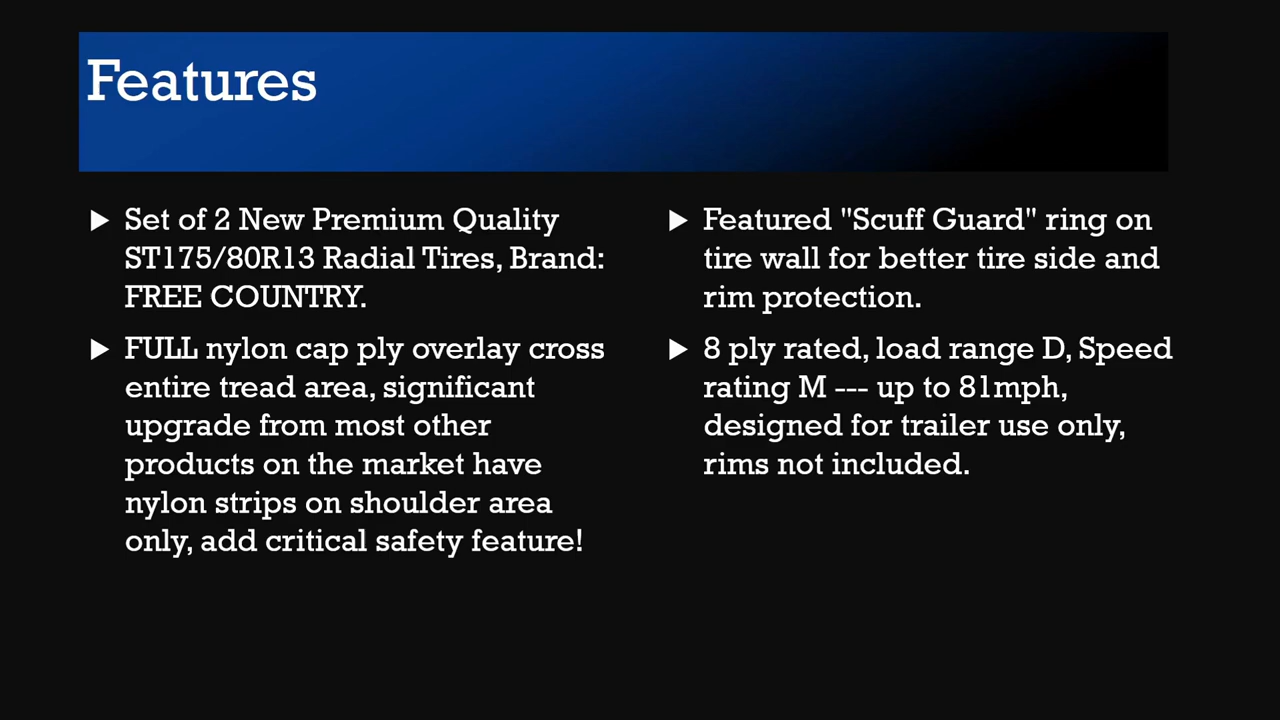 Features
Set of 2 New Premium Quality
ST175/80R13 Radial Tires, Brand:
FREE COUNTRY.
FULL nylon cap ply overlay cross
entire tread area, significant
upgrade from most other
products on the market have
nylon strips on shoulder area
only, add critical safety feature!
Featured "Scuff Guard" ring on
tire wall for better tire side and
rim protection.
8 ply rated, load range D, Speed
rating M --- up to 81mph,
designed for trailer use only,
rims not included.